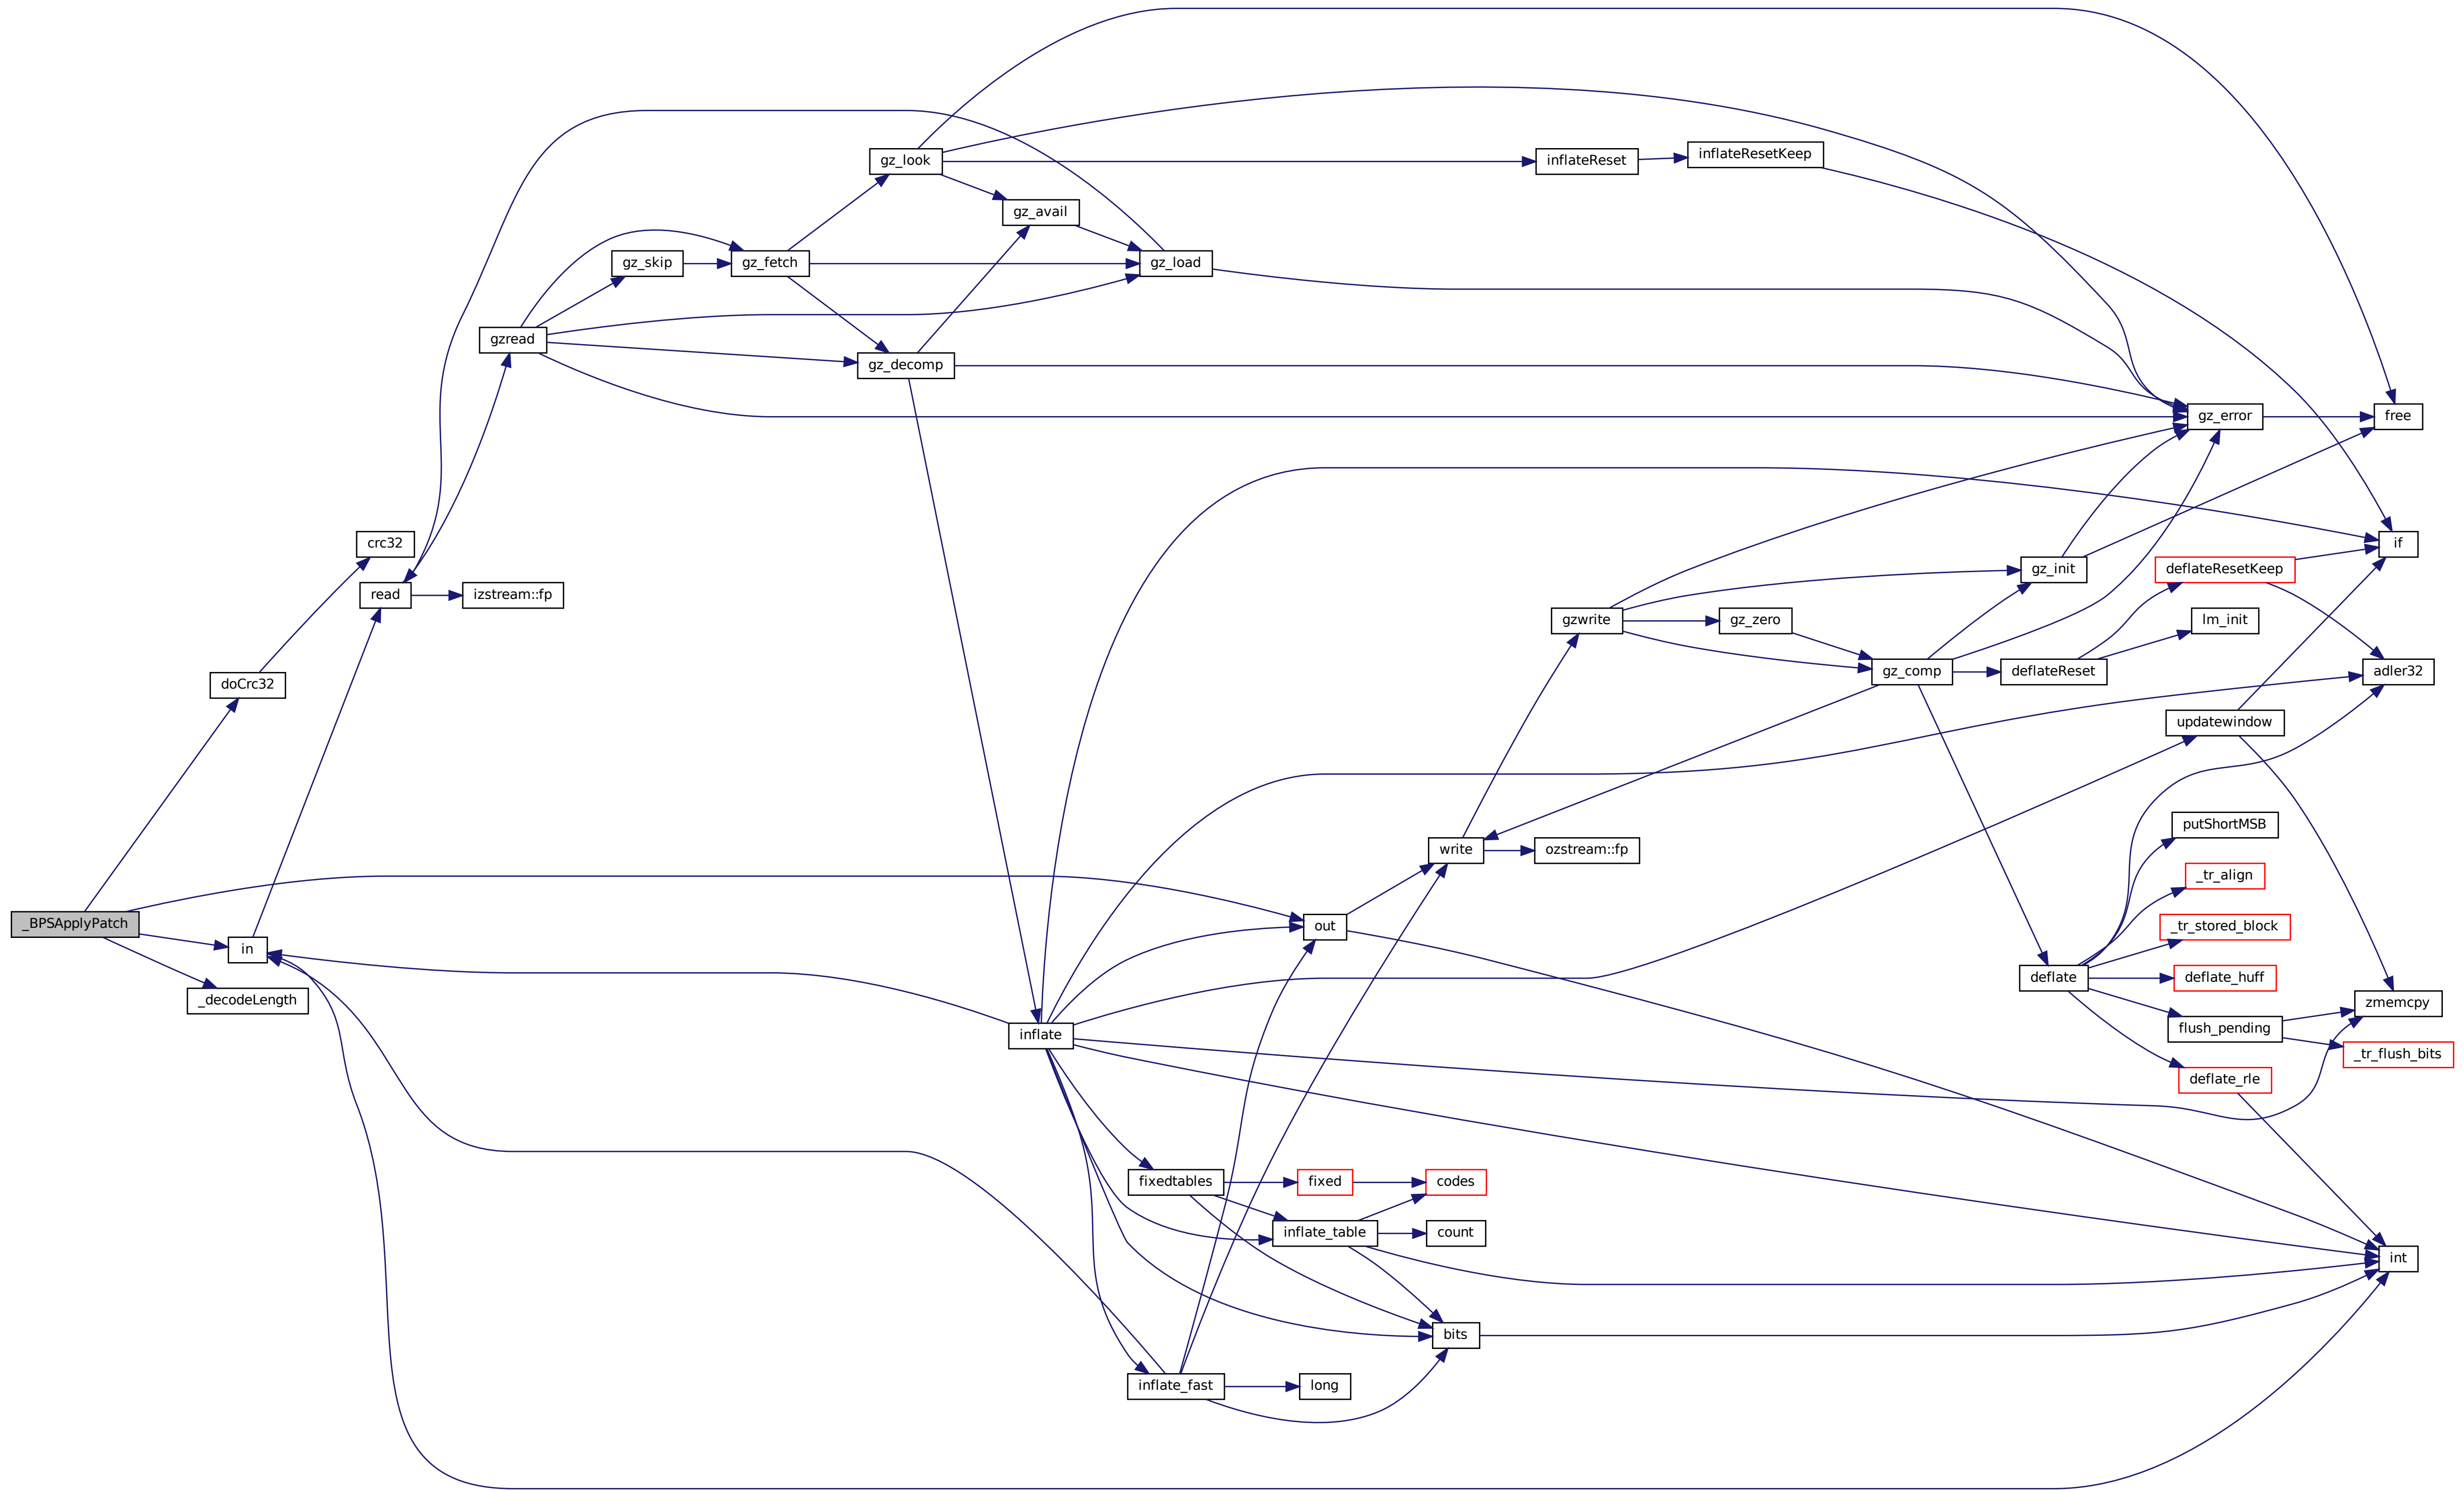 gz_look
inflateReset
inflateResetKeep
gz_avail
gz_skip
gz_fetch
gz_load
gzread
gz_decomp
gz_error
free
crc32
if
read
izstream::fp
gz_init
deflateResetKeep
gzwrite
gz_zero
lm_init
doCrc32
gz_comp
deflateReset
adler32
updatewindow
putShortMSB
write
ozstream::fp
_tr_align
_BPSApplyPatch
out
_tr_stored_block
in
deflate
deflate_huff
_decodeLength
zmemcpy
inflate
flush_pending
_tr_flush_bits
deflate_rle
fixedtables
fixed
codes
inflate_table
count
int
bits
inflate_fast
long